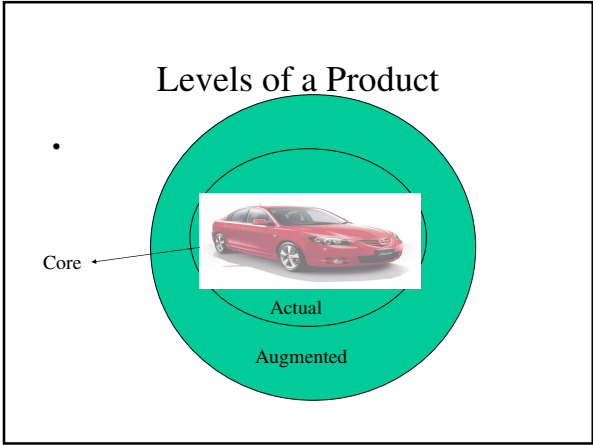 Levels of a Product
•
Core
Actual
Augmented